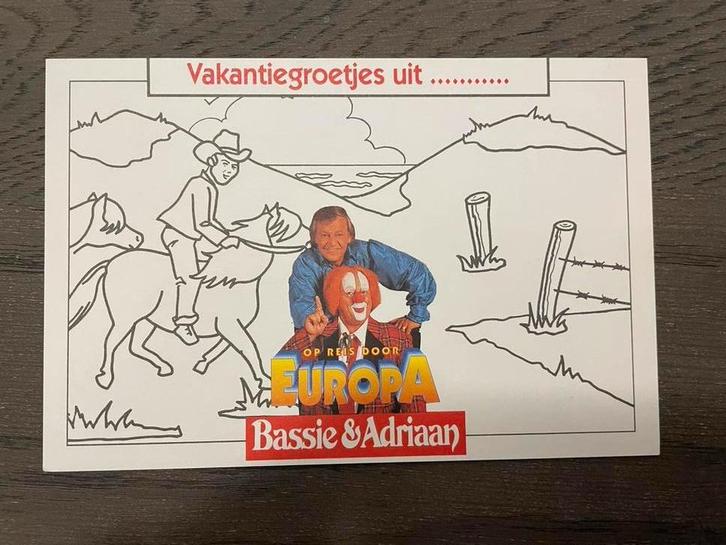 Vakantiegroetjes uit ...........
OP REIS DOOR
EUROPA
Bassie & Adriaan